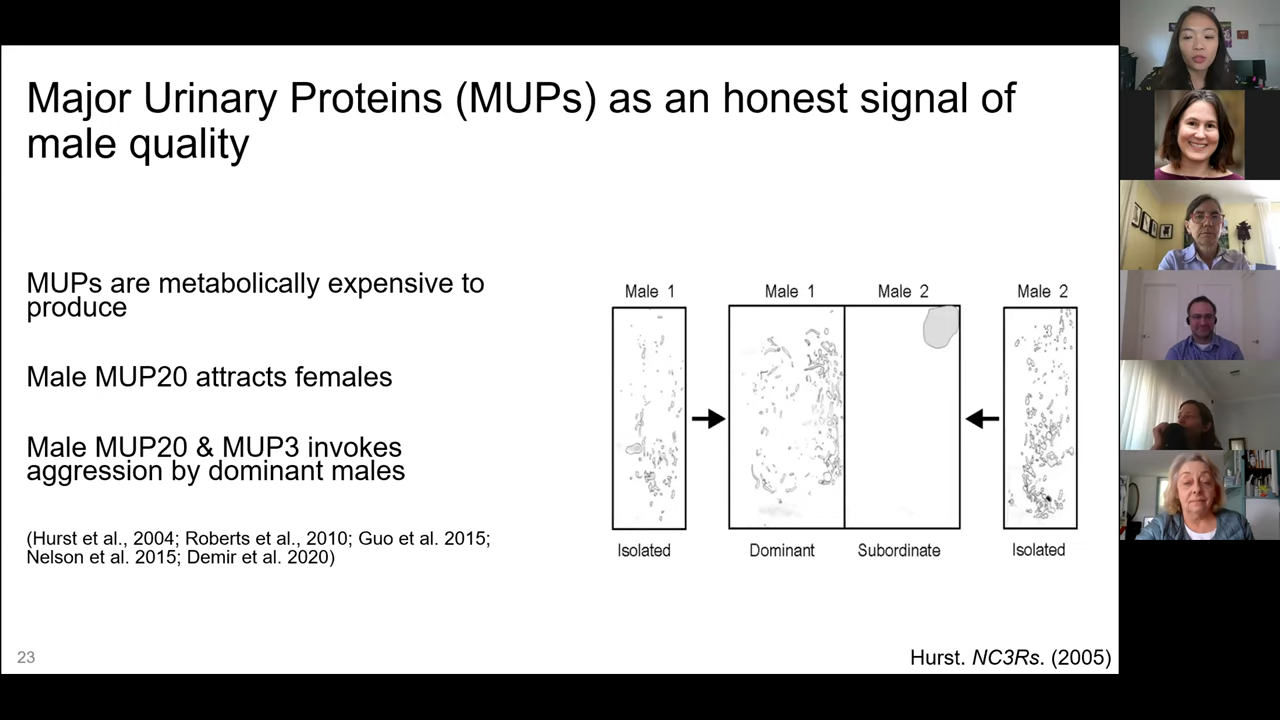 Major Urinary Proteins (MUPs) as an honest signal of
male quality
MUPs are metabolically expensive to
produce
Male MUP20 attracts females
Male MUP20 & MUP3 invokes
aggression by dominant males
(Hurst et al., 2004; Roberts et al., 2010; Guo et al. 2015;
Nelson et al. 2015; Demir et al. 2020)
Male 1 Male 1 Male 2 Male 2
Isolated Dominant Subordinate Isolated
23
Hurst. NC3Rs. (2005)